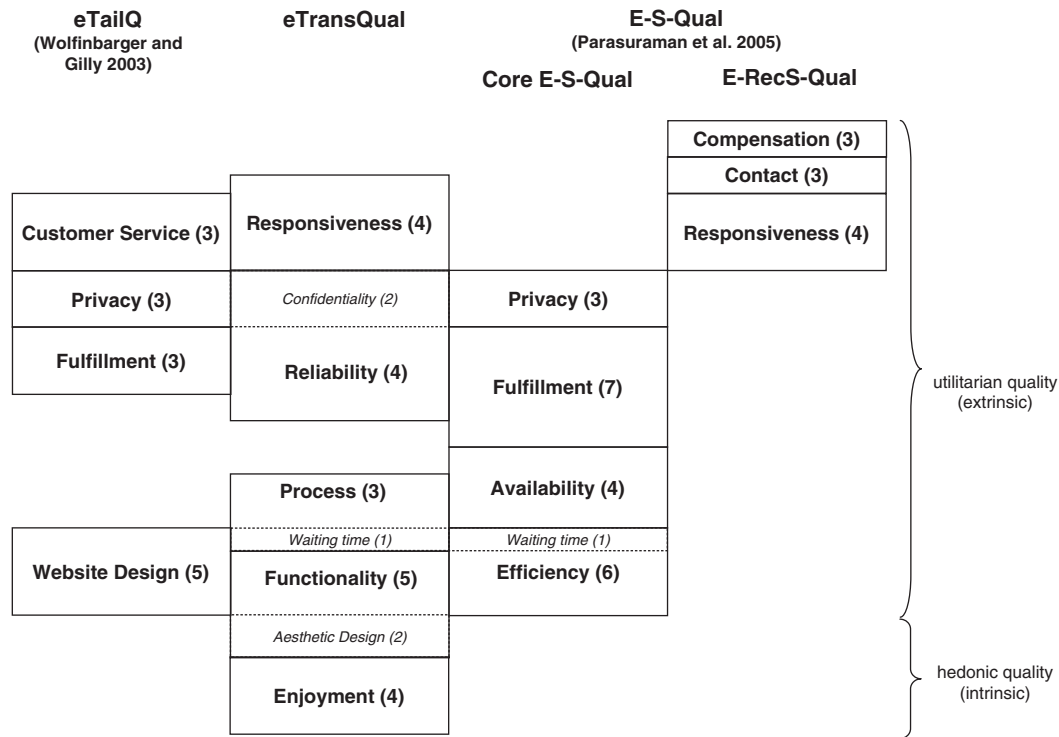 eTailQ
(Wolfinbarger and
Gilly 2003)
eTransQual
E-S-Qual
(Parasuraman et al. 2005)
Core E-S-Qual
E-RecS-Qual
Compensation (3)
Contact (3)
Customer Service (3)
Responsiveness (4)
Responsiveness (4)
Privacy (3)
Confidentiality (2)
Privacy (3)
Fulfillment (3)
Reliability (4)
Fulfillment (7)
utilitarian quality
(extrinsic)
Process (3)
Availability (4)
Waiting time (1)
Waiting time (1)
Website Design (5)
Functionality (5)
Efficiency (6)
Aesthetic Design (2)
Enjoyment (4)
hedonic quality
(intrinsic)